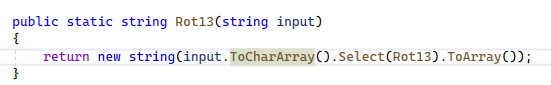 public static string Rot13(string input)
{
    return new string(input.ToCharArray().Select(Rot13).ToArray());
}